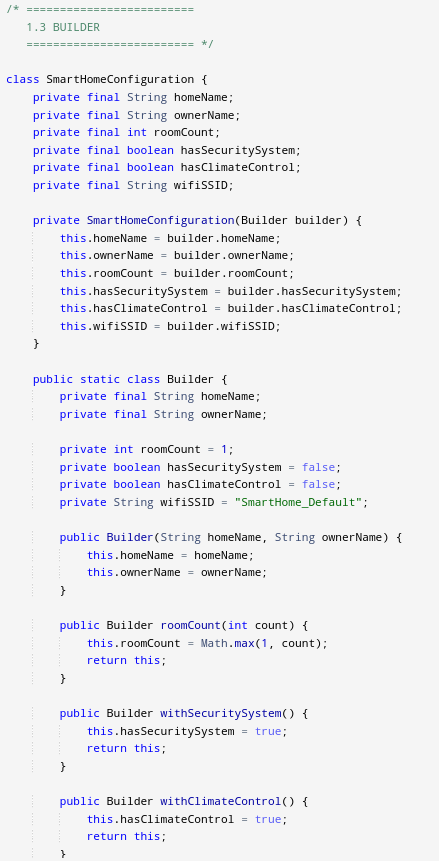 /* =========================
   1.3 BUILDER
   ========================= */

class SmartHomeConfiguration {
    private final String homeName;
    private final String ownerName;
    private final int roomCount;
    private final boolean hasSecuritySystem;
    private final boolean hasClimateControl;
    private final String wifiSSID;

    private SmartHomeConfiguration(Builder builder) {
        this.homeName = builder.homeName;
        this.ownerName = builder.ownerName;
        this.roomCount = builder.roomCount;
        this.hasSecuritySystem = builder.hasSecuritySystem;
        this.hasClimateControl = builder.hasClimateControl;
        this.wifiSSID = builder.wifiSSID;
    }

    public static class Builder {
        private final String homeName;
        private final String ownerName;

        private int roomCount = 1;
        private boolean hasSecuritySystem = false;
        private boolean hasClimateControl = false;
        private String wifiSSID = "SmartHome_Default";

        public Builder(String homeName, String ownerName) {
            this.homeName = homeName;
            this.ownerName = ownerName;
        }

        public Builder roomCount(int count) {
            this.roomCount = Math.max(1, count);
            return this;
        }

        public Builder withSecuritySystem() {
            this.hasSecuritySystem = true;
            return this;
        }

        public Builder withClimateControl() {
            this.hasClimateControl = true;
            return this;
        }